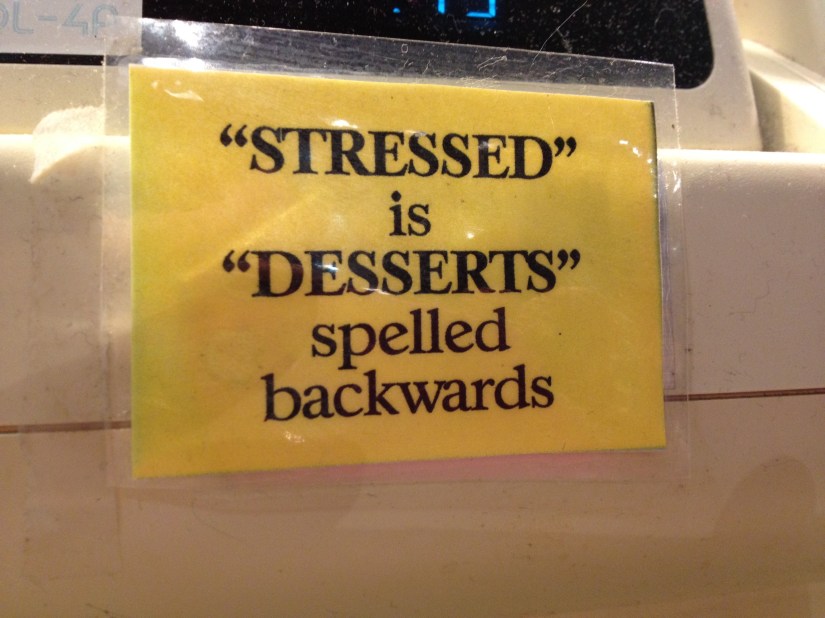 “STRESSED”
is
“DESSERTS”
spelled
backwards